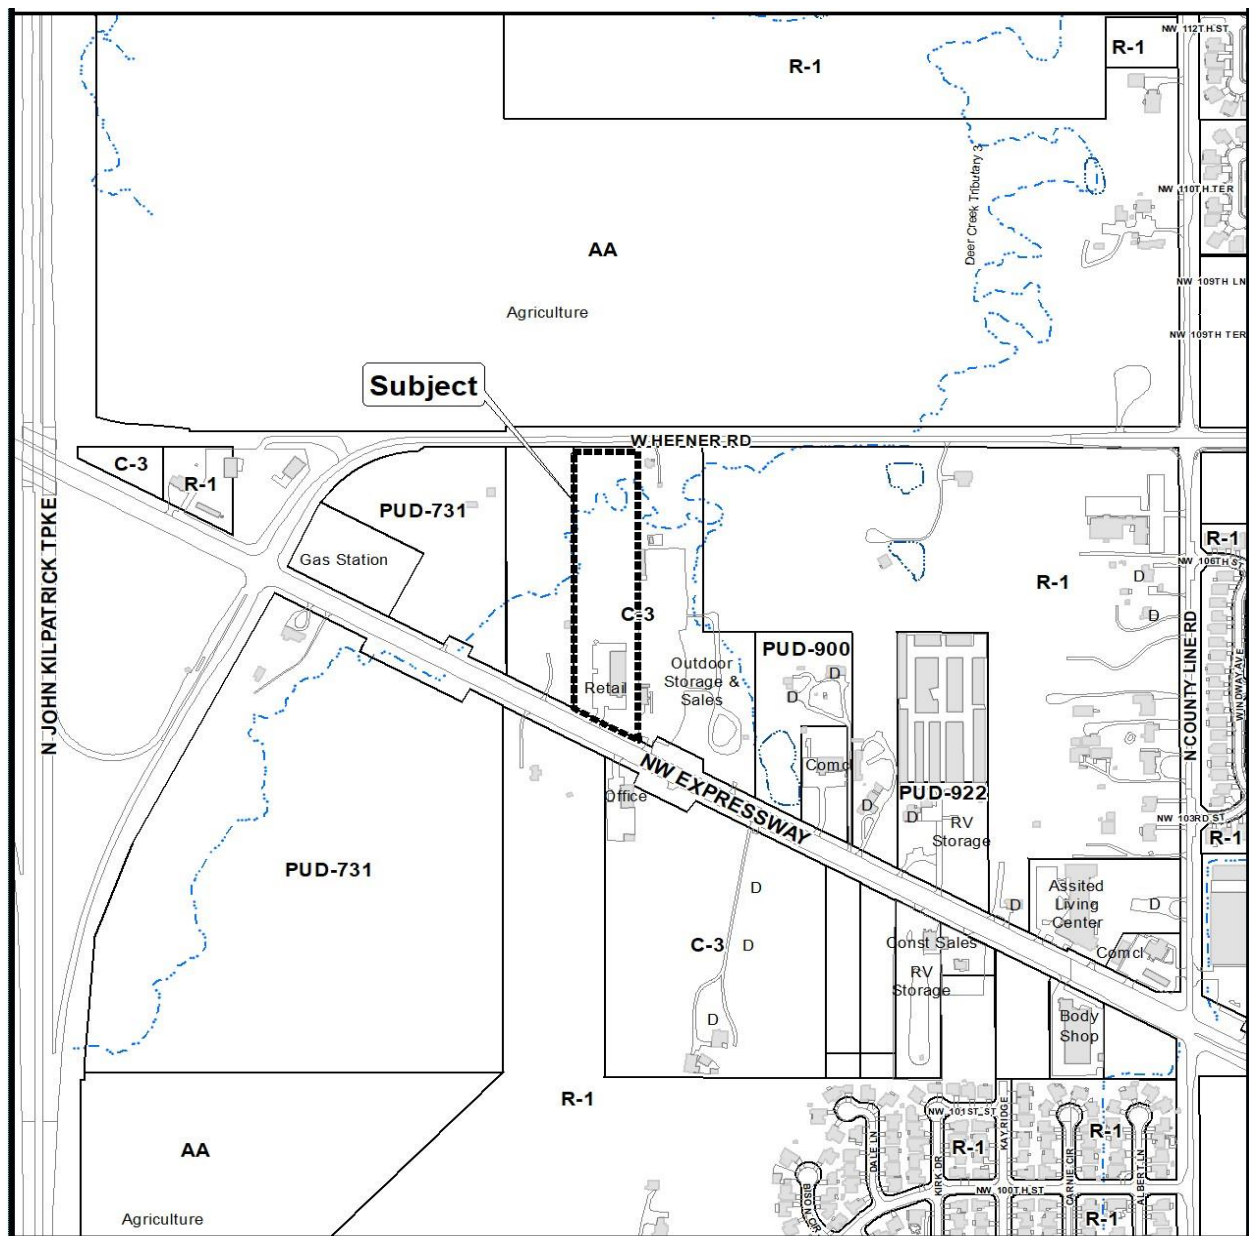 NW 112TH ST
R-1
R-1
Deer Creek Tributary 3
NW 110TH TER
AA
NW 109TH LN
Agriculture
NW 109TH TER
Subject
W HEFNER RD
C-3
R-1
PUD-731
N JOHN KILPATRICK TPKE
Gas Station
R-1
NW 106TH ST
R-1
D
D
C-3
PUD-900
Outdoor
Storage &
Sales
Retail
D
D
N COUNTY LINE RD
WINDWAY AVE
NW EXPRESSWAY
Comcl
Office
D
PUD-922
D
RV
Storage
NW 103RD ST
R-1
PUD-731
Assited
Living
Center
D
D
D
C-3
D
Const Sales
Comcl
RV
Storage
D
Body
Shop
R-1
NW 101ST ST
KAY RIDGE
DALE LN
KIRK DR
R-1
CARNIE CIR
R-1
ALBERT LN
AA
NW 100TH ST
BISON CIR
Agriculture
R-1